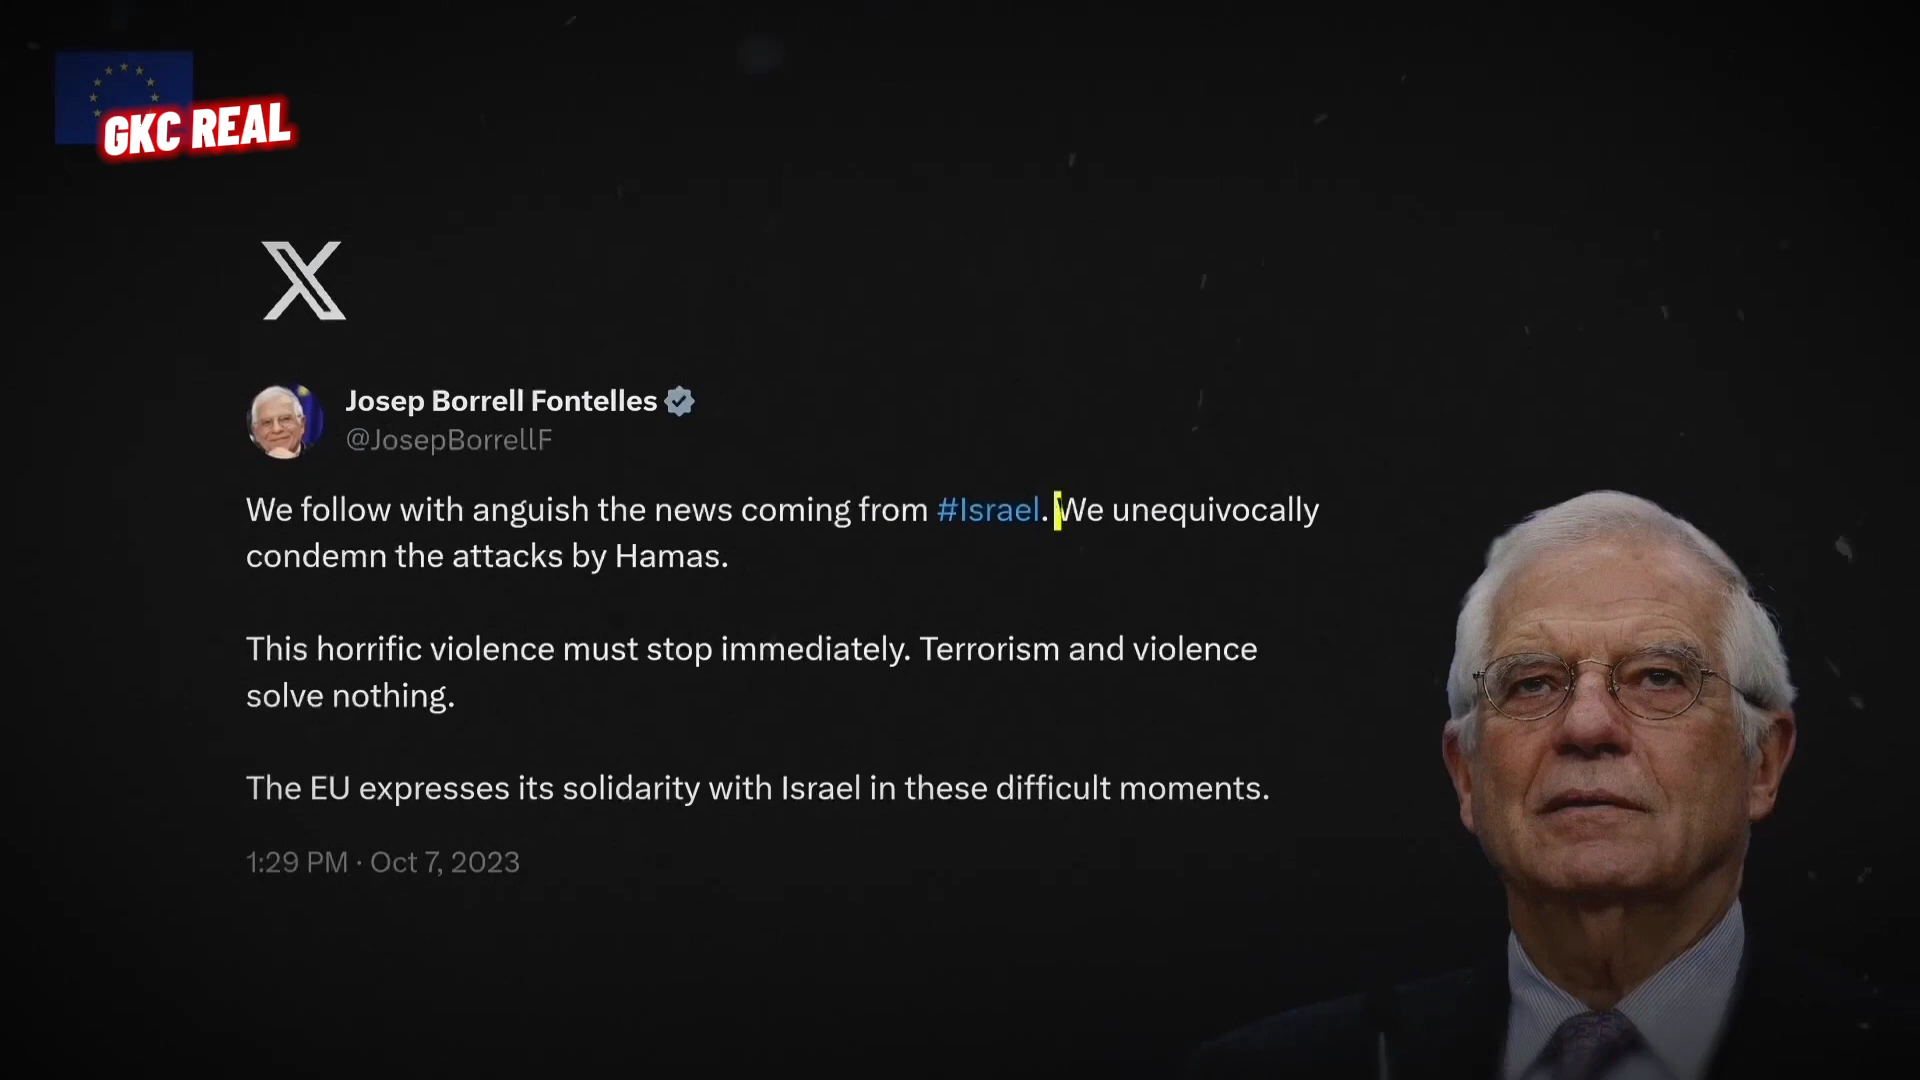 GKC REAL
X
Josep Borrell Fontelles
@JosepBorrellF
We follow with anguish the news coming from #Israel. We unequivocally
condemn the attacks by Hamas.
This horrific violence must stop immediately. Terrorism and violence
solve nothing.
The EU expresses its solidarity with Israel in these difficult moments.
1:29 PM · Oct 7, 2023